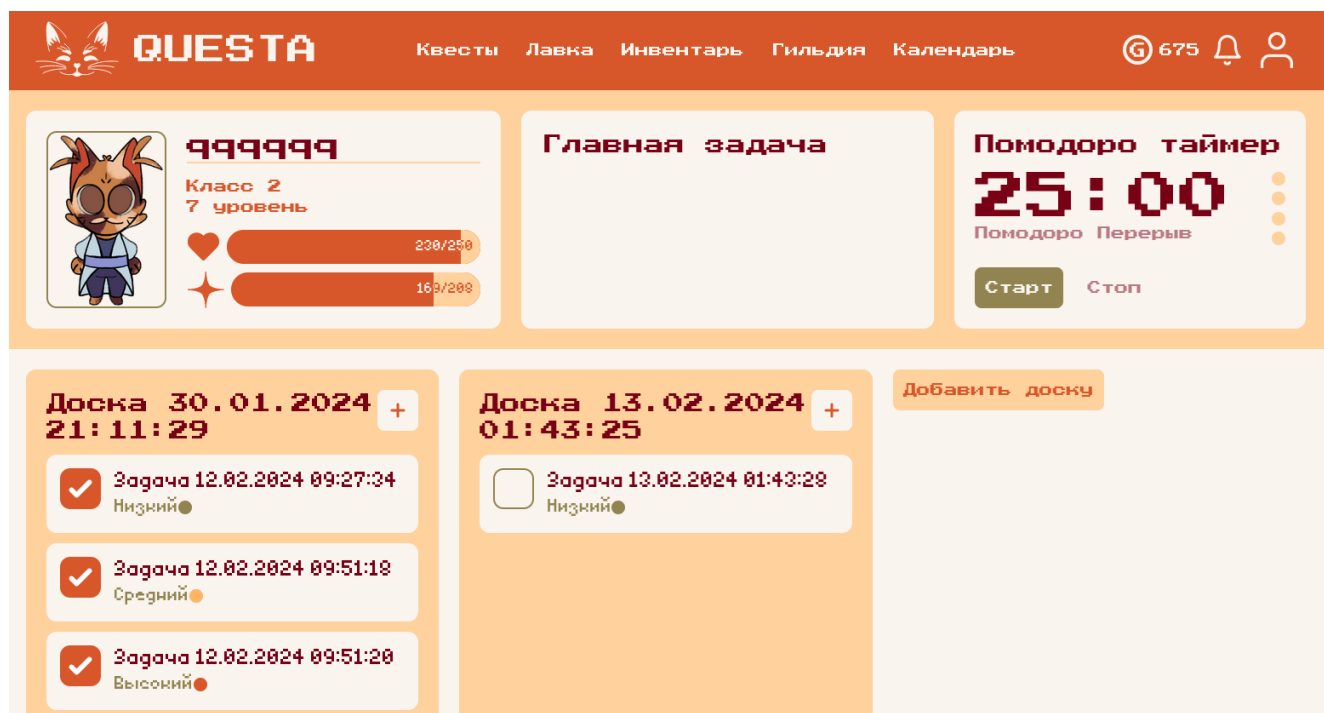 QUESTA
Квесты Лавка Инвентарь Гильдия Календарь
G 675
qqqqqq
Класс 2
7 уровень
230/250
169/208
Главная задача
Помодоро таймер
25:00
Помодоро Перерыв
Старт Стоп
Доска 30.01.2024
21:11:29
+
Задача 12.02.2024 09:27:34
Низкий
Задача 12.02.2024 09:51:18
Средний
Задача 12.02.2024 09:51:20
Высокий
Доска 13.02.2024
01:43:25
+
Задача 13.02.2024 01:43:28
Низкий
Добавить доску